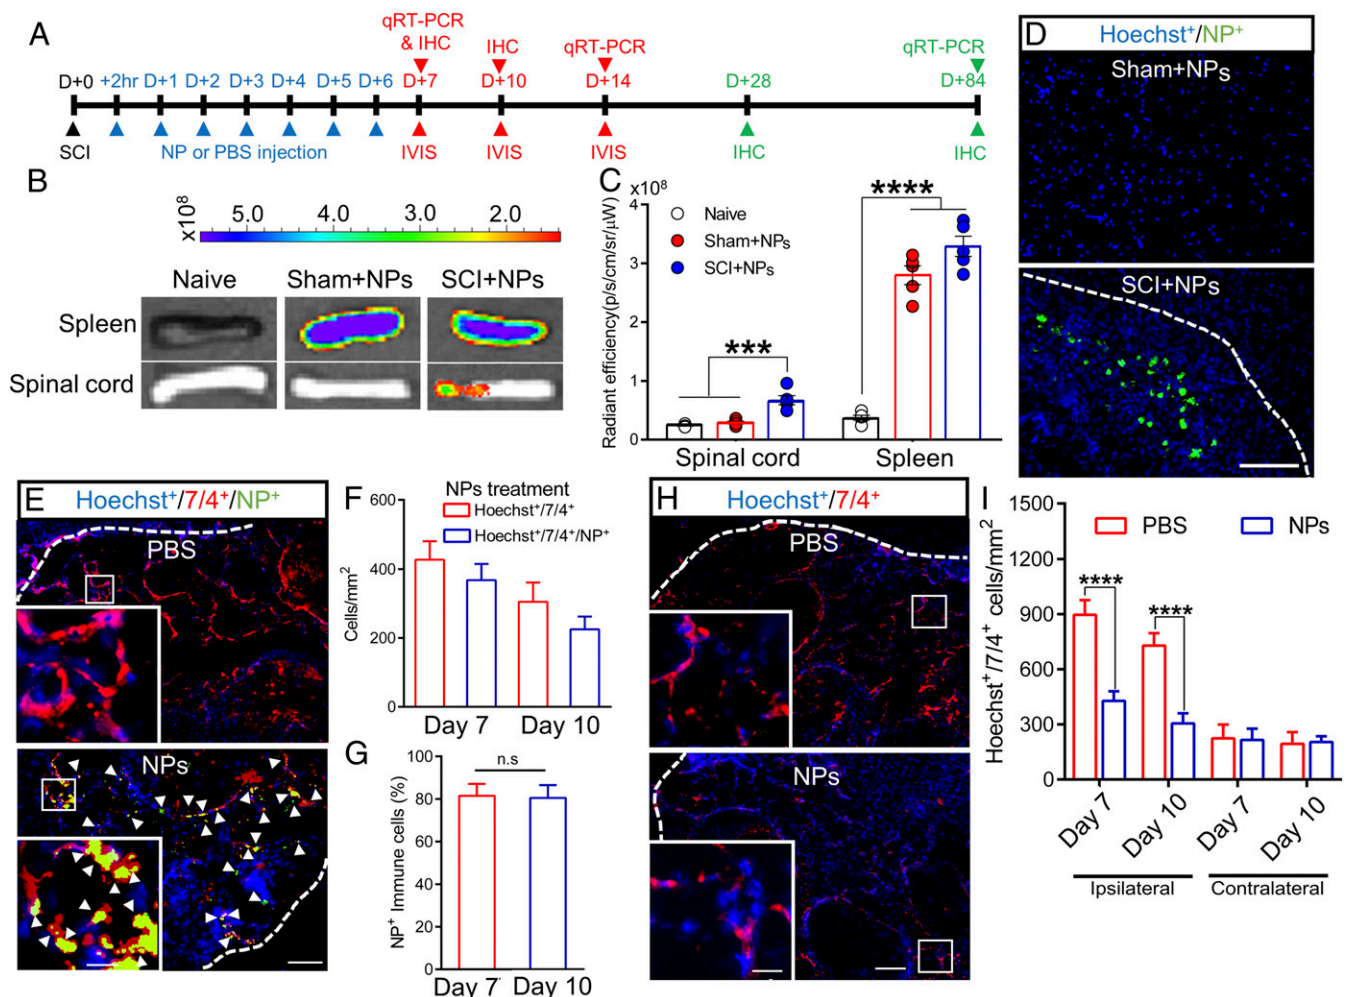 A
qRT-PCR
& IHC
IHC
qRT-PCR
qRT-PCR
D+0 +2hr D+1 D+2 D+3 D+4 D+5 D+6 D+7 D+10 D+14 D+28 D+84
SCI NP or PBS injection IVIS IVIS IVIS IHC IHC
B
x10⁸ 5.0 4.0 3.0 2.0
Naive Sham+NPs SCI+NPs
Spleen
Spinal cord
C
x10⁸
Radiant efficiency(p/s/cm/sr/μW)
4
3
2
1
0
Naive
Sham+NPs
SCI+NPs
***
****
Spinal cord Spleen
D
Hoechst⁺/NP⁺
Sham+NPs
SCI+NPs
E
Hoechst⁺/7/4⁺/NP⁺
PBS
NPs
F
NPs treatment
Hoechst⁺/7/4⁺
Hoechst⁺/7/4⁺/NP⁺
Cells/mm²
600
400
200
0
Day 7 Day 10
G
NP⁺ Immune cells (%)
100
80
60
40
20
0
n.s
Day 7 Day 10
H
Hoechst⁺/7/4⁺
PBS
NPs
I
Hoechst⁺/7/4⁺ cells/mm²
1500
1200
900
600
300
0
PBS NPs
****
****
Day 7 Day 10 Day 7 Day 10
Ipsilateral Contralateral